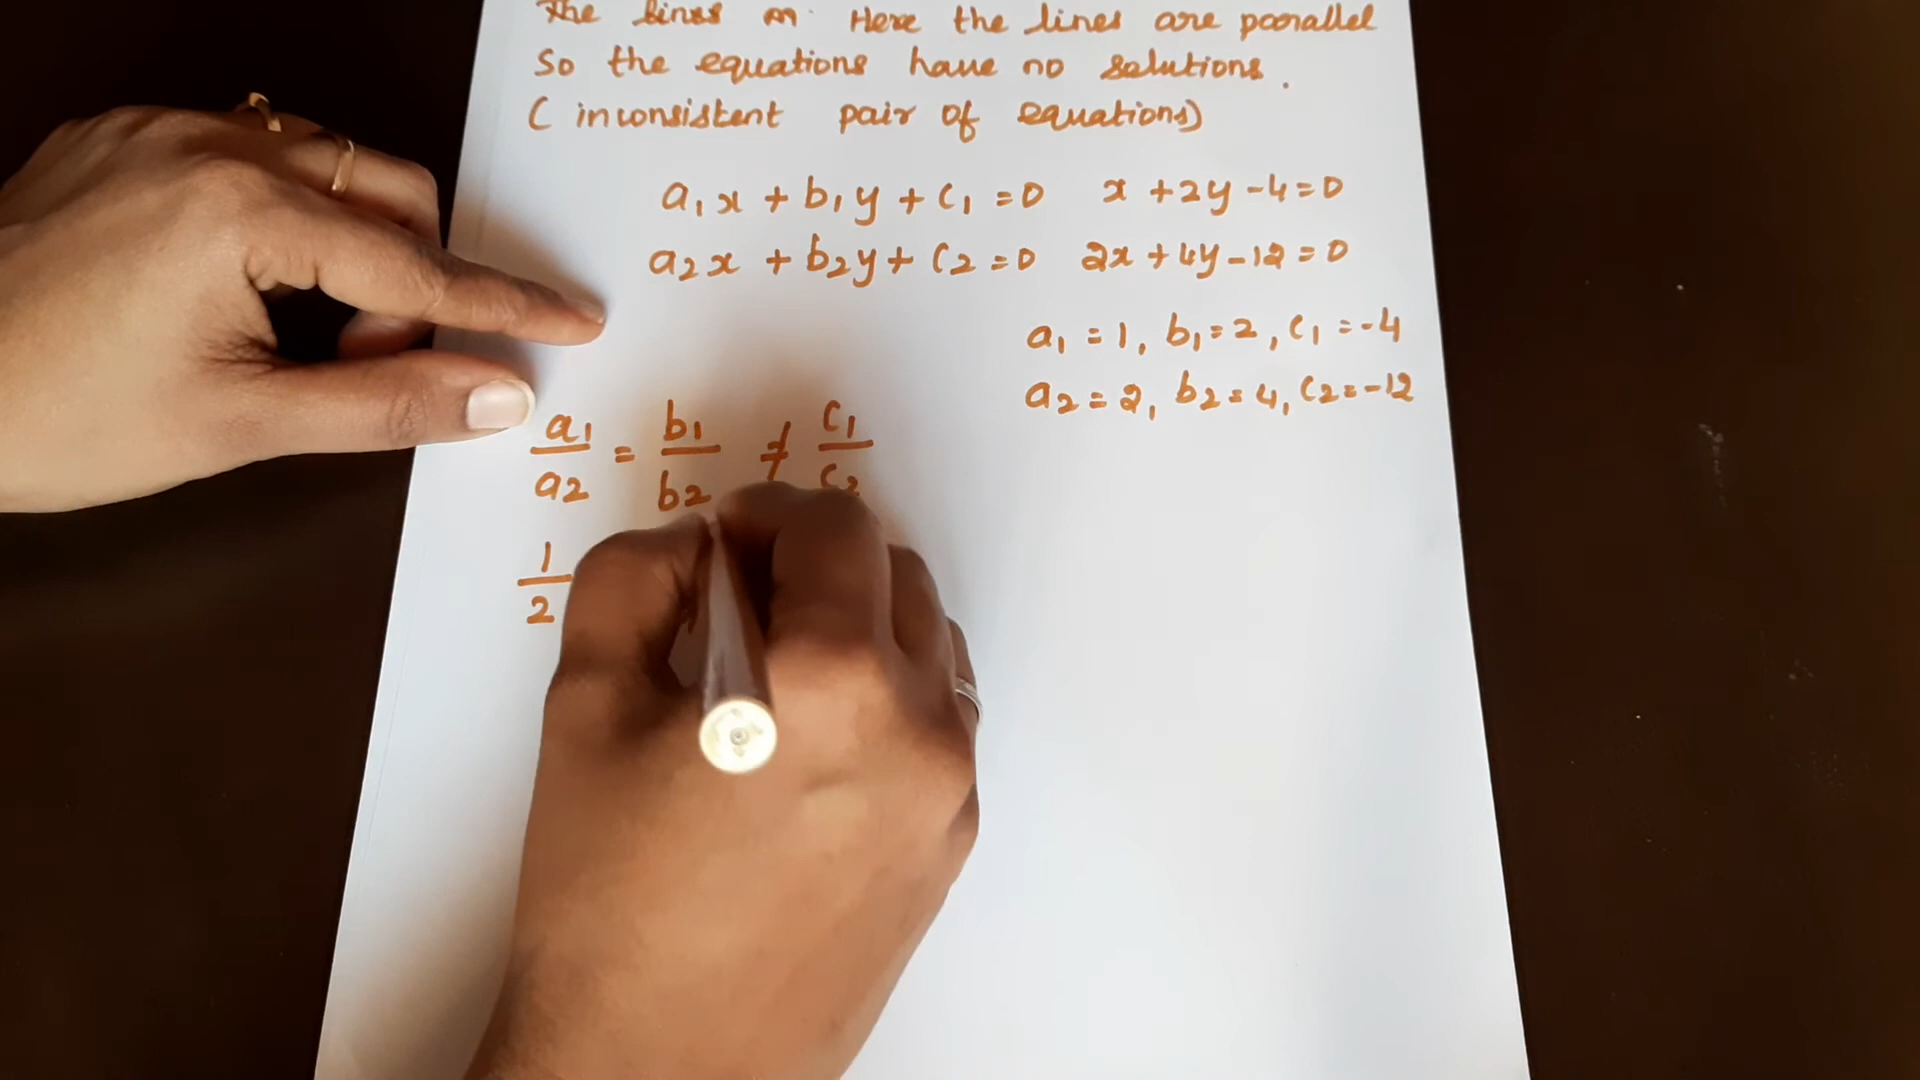 The lines m. Here the lines are parallel
So the equations have no solutions.
( inconsistent pair of equations)
a₁x + b₁y + c₁ = 0 x + 2y - 4 = 0
a₂x + b₂y + c₂ = 0 2x + 4y - 12 = 0
a₁ = 1, b₁ = 2, c₁ = -4
a₂ = 2, b₂ = 4, c₂ = -12
a₁/a₂ = b₁/b₂ ≠ c₁/c₂
1/2